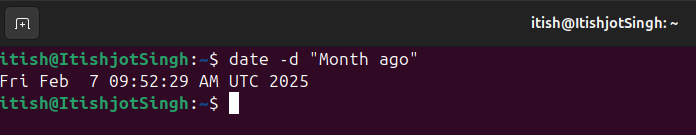 itish@ItishjotSingh: ~
itish@ItishjotSingh:~$ date -d "Month ago"
Fri Feb  7 09:52:29 AM UTC 2025
itish@ItishjotSingh:~$